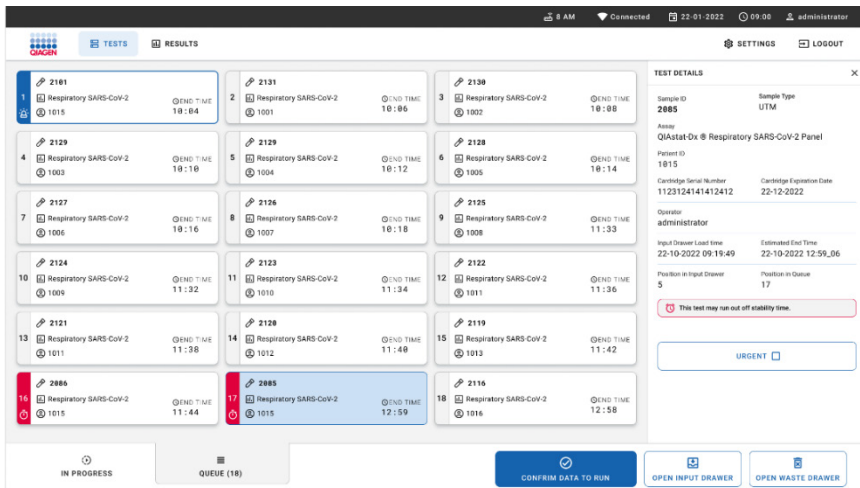 8 AM Connected 22-01-2022 09:00 administrator
QIAGEN TESTS RESULTS SETTINGS LOGOUT
1
2101
Respiratory SARS-CoV-2
1015
END TIME
10:04
2
2131
Respiratory SARS-CoV-2
1001
END TIME
10:06
3
2130
Respiratory SARS-CoV-2
1002
END TIME
10:08
4
2129
Respiratory SARS-CoV-2
1003
END TIME
10:10
5
2129
Respiratory SARS-CoV-2
1004
END TIME
10:12
6
2128
Respiratory SARS-CoV-2
1005
END TIME
10:14
7
2127
Respiratory SARS-CoV-2
1006
END TIME
10:16
8
2126
Respiratory SARS-CoV-2
1007
END TIME
10:18
9
2125
Respiratory SARS-CoV-2
1008
END TIME
11:33
10
2124
Respiratory SARS-CoV-2
1009
END TIME
11:32
11
2123
Respiratory SARS-CoV-2
1010
END TIME
11:34
12
2122
Respiratory SARS-CoV-2
1011
END TIME
11:36
13
2121
Respiratory SARS-CoV-2
1011
END TIME
11:38
14
2120
Respiratory SARS-CoV-2
1012
END TIME
11:40
15
2119
Respiratory SARS-CoV-2
1013
END TIME
11:42
16
2086
Respiratory SARS-CoV-2
1015
END TIME
11:44
17
2085
Respiratory SARS-CoV-2
1015
END TIME
12:59
18
2116
Respiratory SARS-CoV-2
1016
END TIME
12:58
TEST DETAILS
Sample ID Sample Type
2085 UTM
Assay
QIAstat-Dx ® Respiratory SARS-CoV-2 Panel
Patient ID
1015
Cartridge Serial Number Cartridge Expiration Date
1123124141412412 22-12-2022
Operator
administrator
Input Drawer Load time Estimated End Time
22-10-2022 09:19:49 22-10-2022 12:59_06
Position in Input Drawer Position in Queue
5 17
This test may run out off stability time.
URGENT
IN PROGRESS QUEUE (18) CONFRIM DATA TO RUN OPEN INPUT DRAWER OPEN WASTE DRAWER